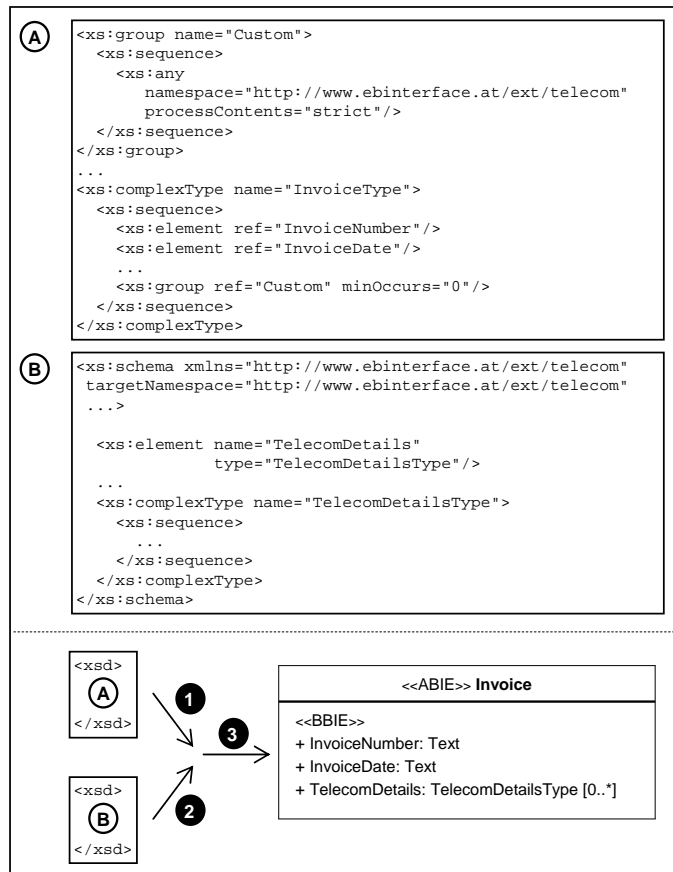 A
<xs:group name="Custom">
<xs:sequence>
<xs:any
namespace="http://www.ebinterface.at/ext/telecom"
processContents="strict"/>
</xs:sequence>
</xs:group>
...
<xs:complexType name="InvoiceType">
<xs:sequence>
<xs:element ref="InvoiceNumber"/>
<xs:element ref="InvoiceDate"/>
...
<xs:group ref="Custom" minOccurs="0"/>
</xs:sequence>
</xs:complexType>
B
<xs:schema xmlns="http://www.ebinterface.at/ext/telecom"
targetNamespace="http://www.ebinterface.at/ext/telecom"
...>
<xs:element name="TelecomDetails"
type="TelecomDetailsType"/>
...
<xs:complexType name="TelecomDetailsType">
<xs:sequence>
...
</xs:sequence>
</xs:complexType>
</xs:schema>
<xsd>
A
</xsd>
1
<xsd>
B
</xsd>
2
3
<<ABIE>> Invoice
<<BBIE>>
+ InvoiceNumber: Text
+ InvoiceDate: Text
+ TelecomDetails: TelecomDetailsType [0..*]